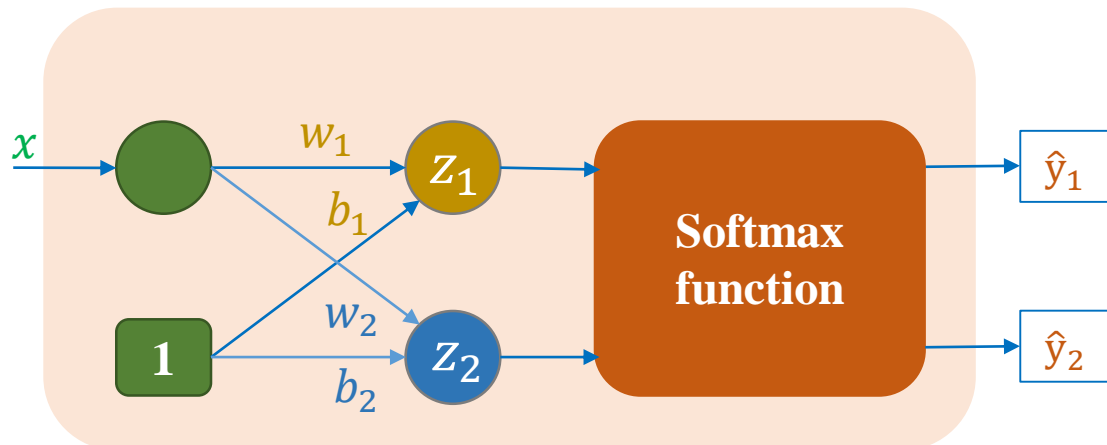 x
w₁
z₁
b₁
Softmax
function
ŷ₁
1
w₂
z₂
b₂
ŷ₂